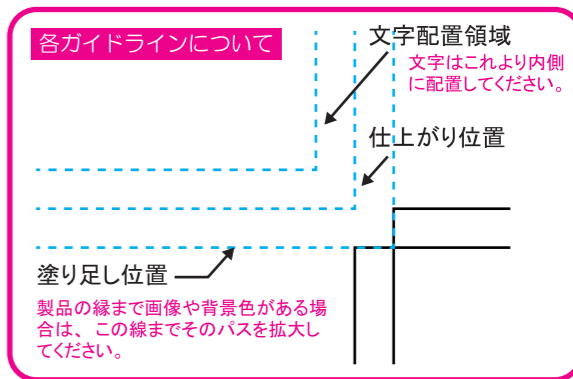 各ガイドラインについて
文字配置領域
文字はこれより内側
に配置してください。
仕上がり位置
塗り足し位置
製品の縁まで画像や背景色がある場
合は、この線までそのパスを拡大し
てください。